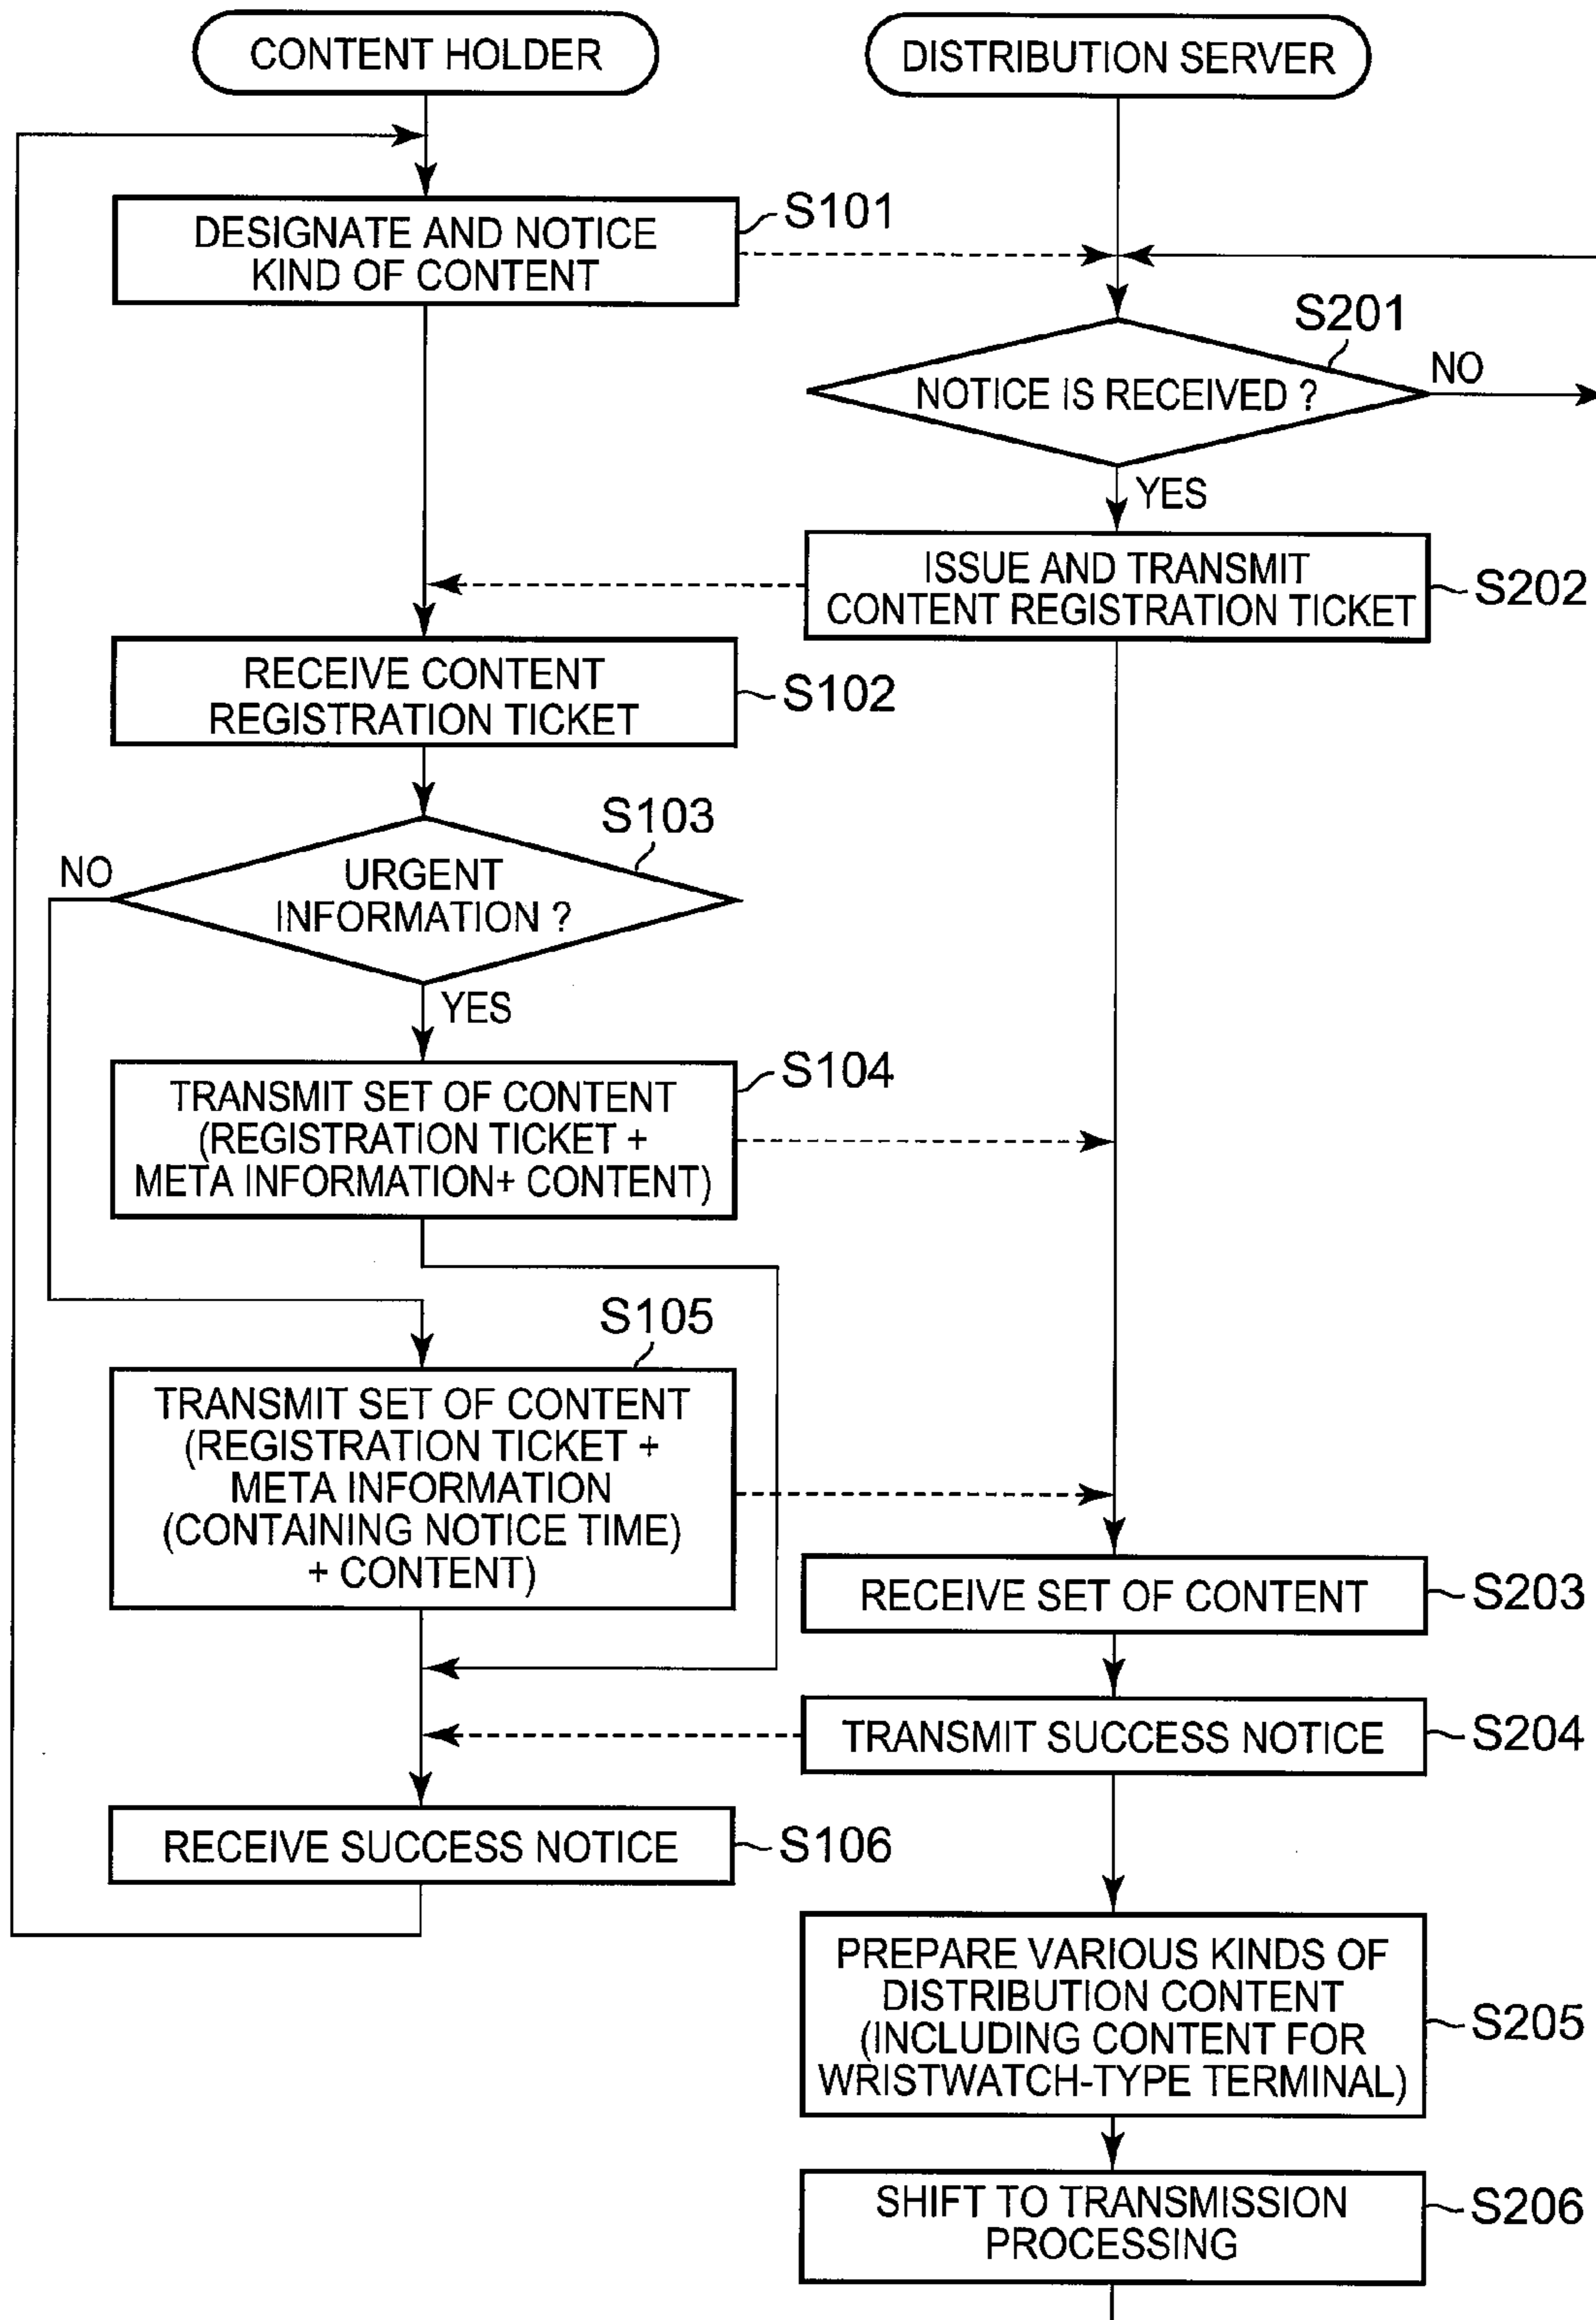 CONTENT HOLDER
DESIGNATE AND NOTICE
KIND OF CONTENT
S101
RECEIVE CONTENT
REGISTRATION TICKET
S102
URGENT
INFORMATION ?
S103
NO
YES
TRANSMIT SET OF CONTENT
(REGISTRATION TICKET +
META INFORMATION+ CONTENT)
S104
S105
TRANSMIT SET OF CONTENT
(REGISTRATION TICKET +
META INFORMATION
(CONTAINING NOTICE TIME)
+ CONTENT)
RECEIVE SUCCESS NOTICE
S106
DISTRIBUTION SERVER
S201
NOTICE IS RECEIVED ?
NO
YES
ISSUE AND TRANSMIT
CONTENT REGISTRATION TICKET
S202
RECEIVE SET OF CONTENT
S203
TRANSMIT SUCCESS NOTICE
S204
PREPARE VARIOUS KINDS OF
DISTRIBUTION CONTENT
(INCLUDING CONTENT FOR
WRISTWATCH-TYPE TERMINAL)
S205
SHIFT TO TRANSMISSION
PROCESSING
S206